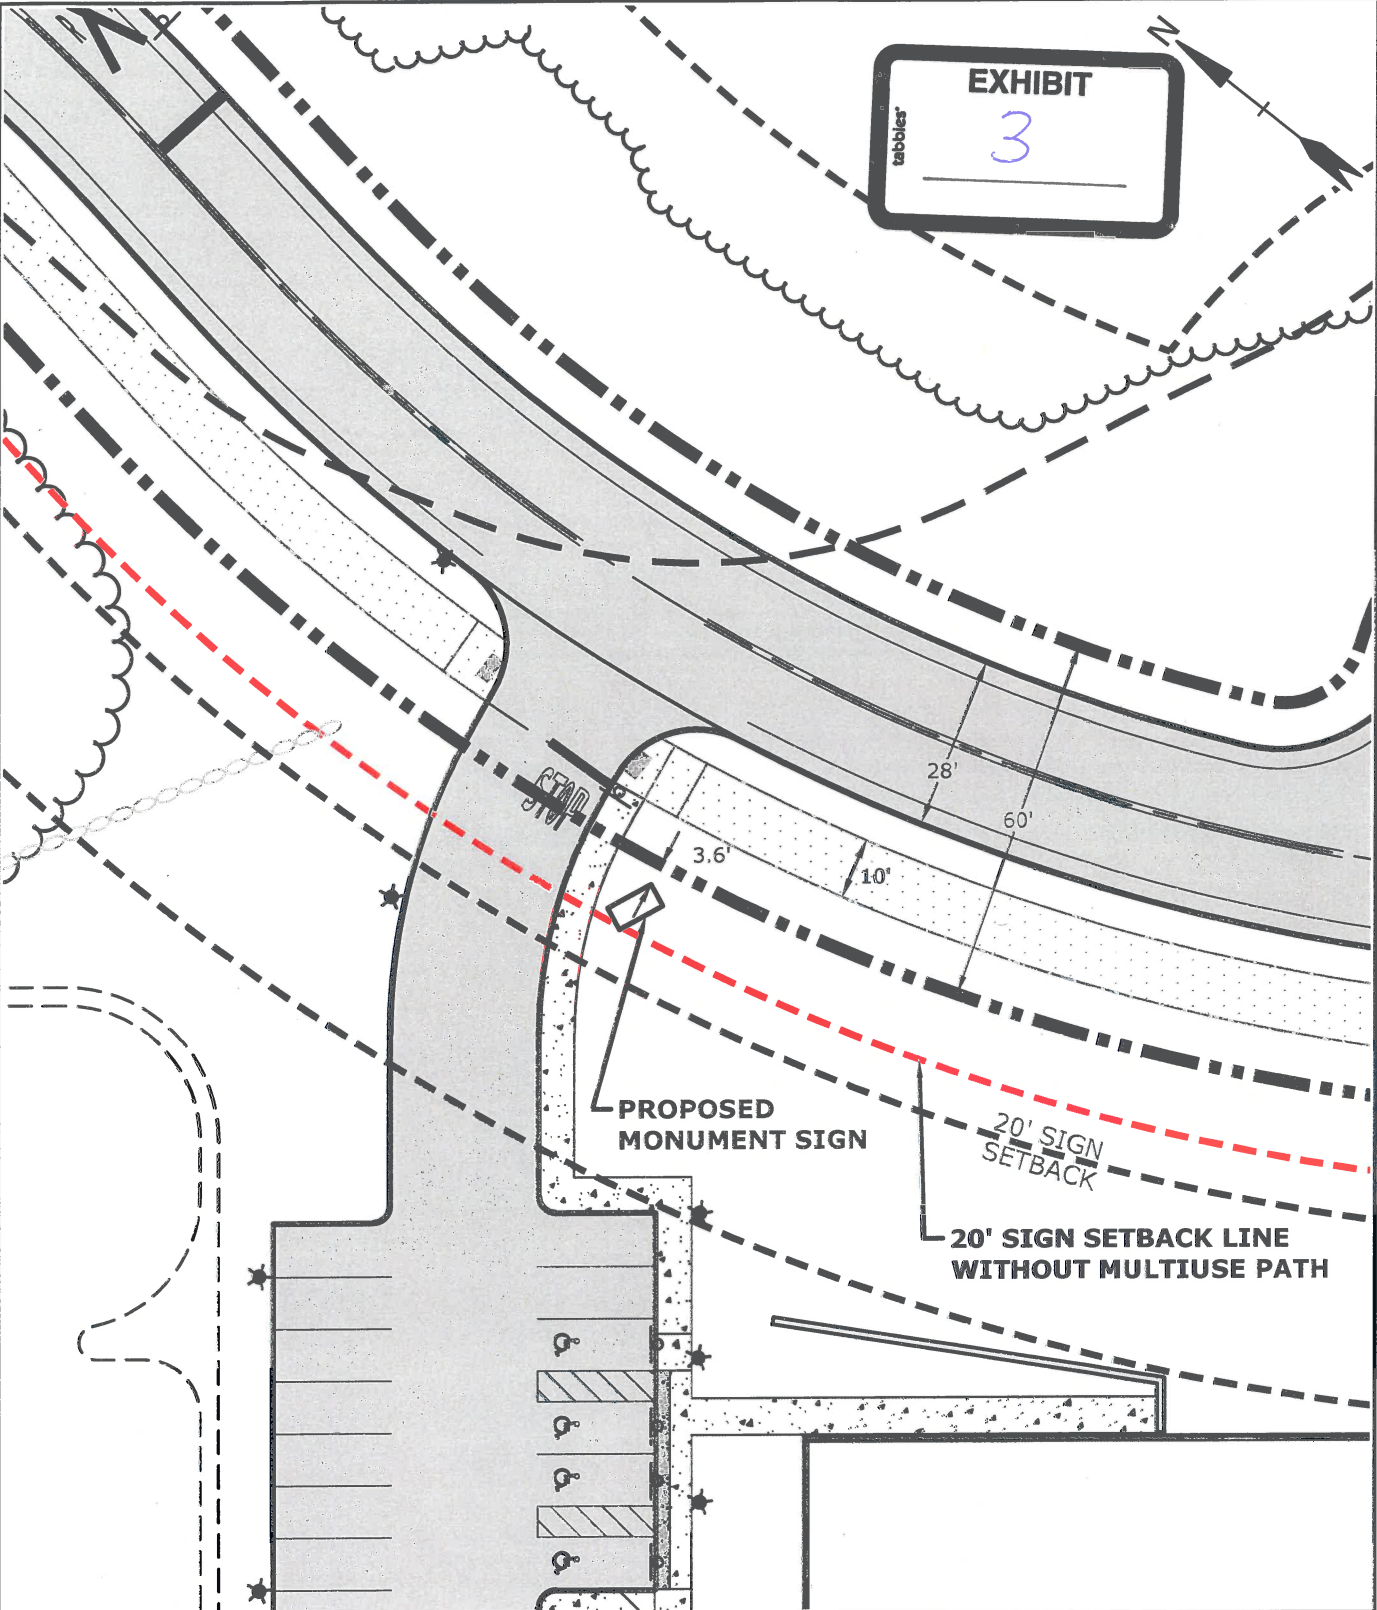 N
EXHIBIT
tabbies®
3
28'
60'
STOP
3.6'
10'
PROPOSED
MONUMENT SIGN
20' SIGN
SETBACK
20' SIGN SETBACK LINE
WITHOUT MULTIUSE PATH